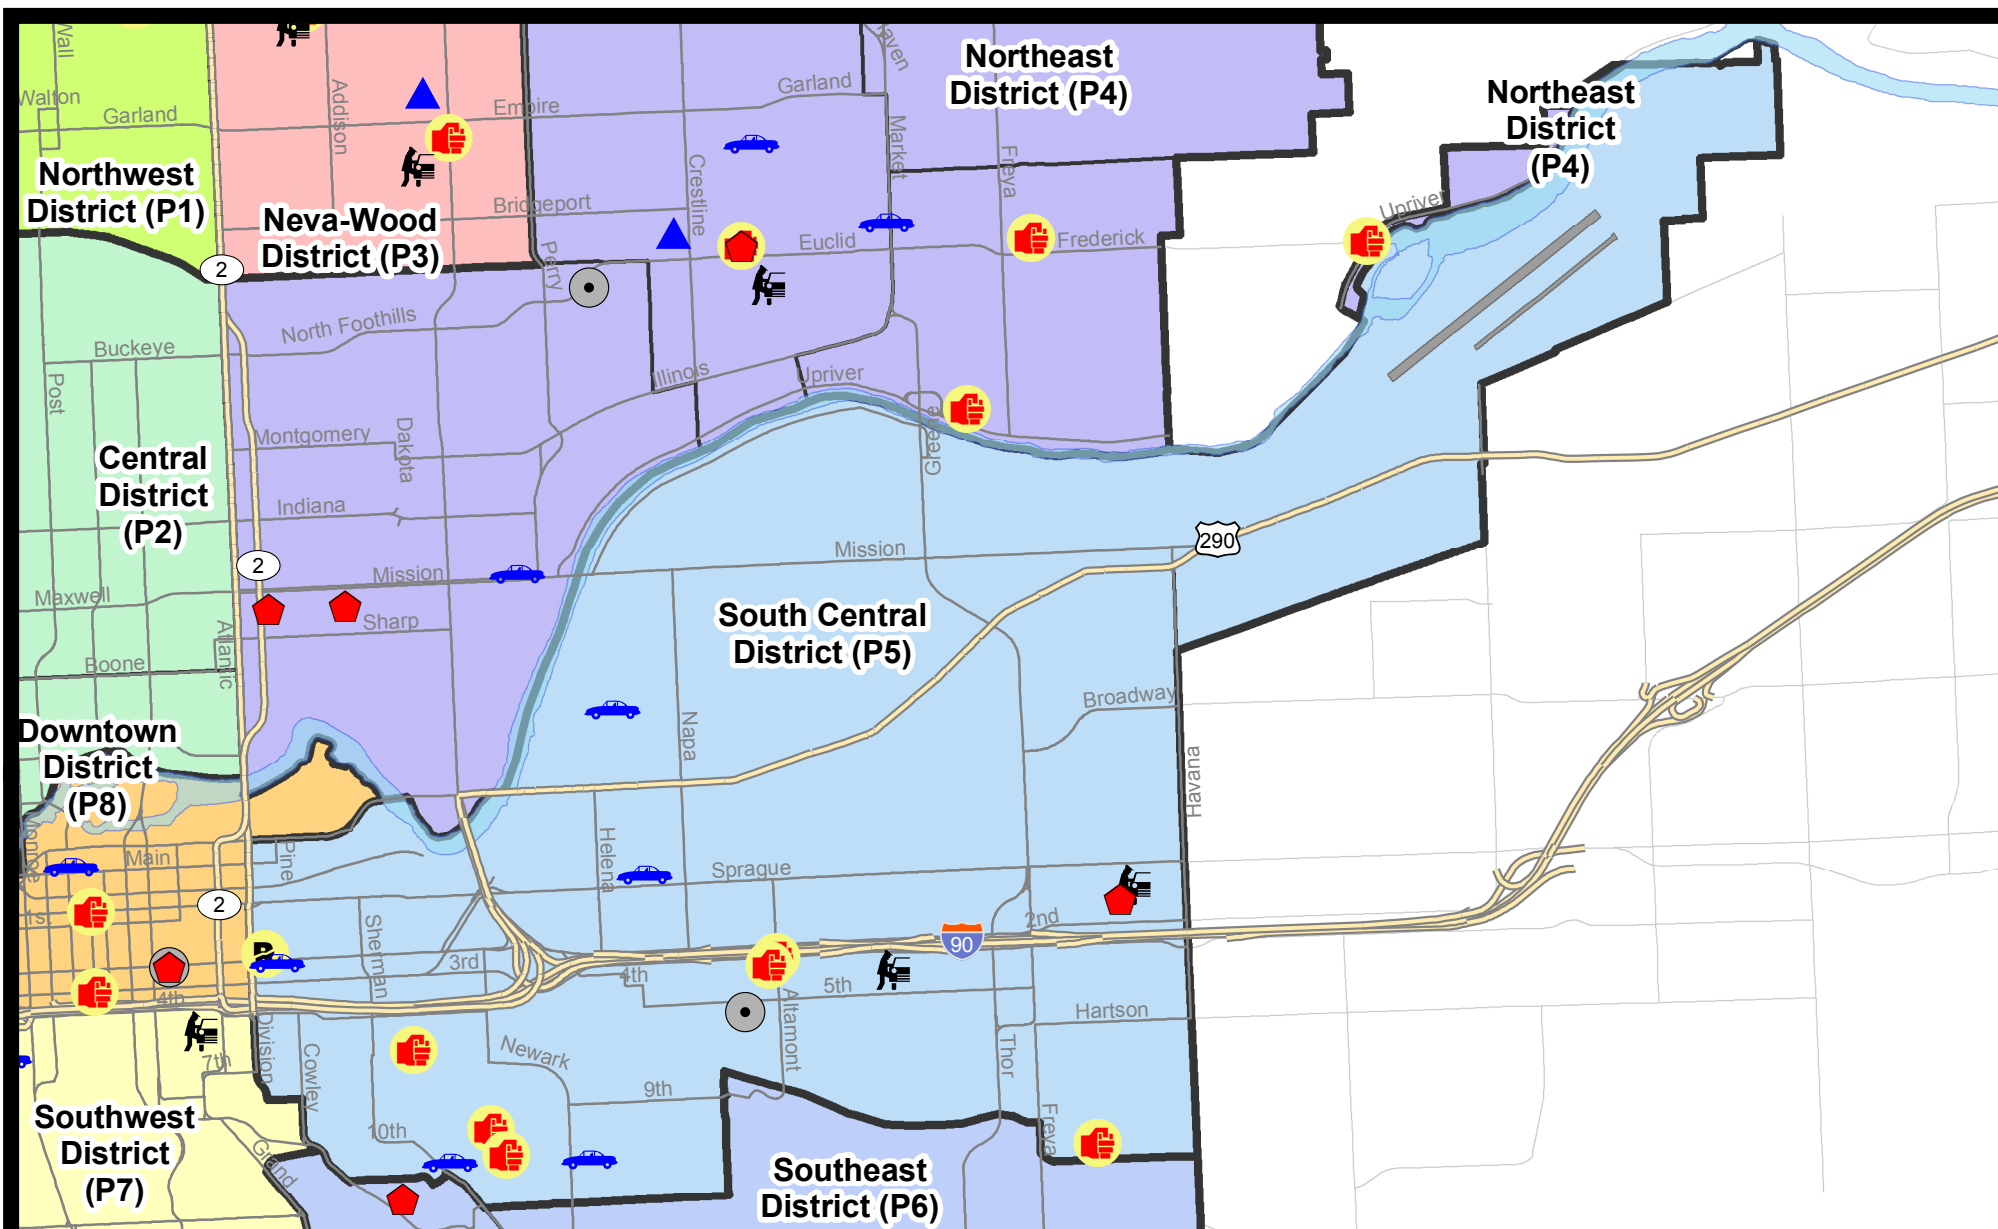 Wall
Walton
Garland
Addison
Empire
Garland
Haven
Northeast
District (P4)
Northeast
District
(P4)
Market
Freya
Crestline
Northwest
District (P1)
Neva-Wood
District (P3)
Bridgeport
Perry
Euclid
Frederick
Upriver
2
North Foothills
Buckeye
Post
Illinois
Upriver
Greene
Montgomery
Dakota
Central
District
(P2)
Indiana
290
Mission
2
Mission
Maxwell
Sharp
Atlantic
Boone
South Central
District (P5)
Broadway
Napa
Havana
Downtown
District
(P8)
Monroe
Main
Pine
Helena
Sprague
1st
2
Sherman
2nd
90
3rd
4th
5th
4th
Altamont
Hartson
Division
7th
Cowley
Newark
Thor
9th
10th
Freya
Grand
Southwest
District
(P7)
Southeast
District (P6)